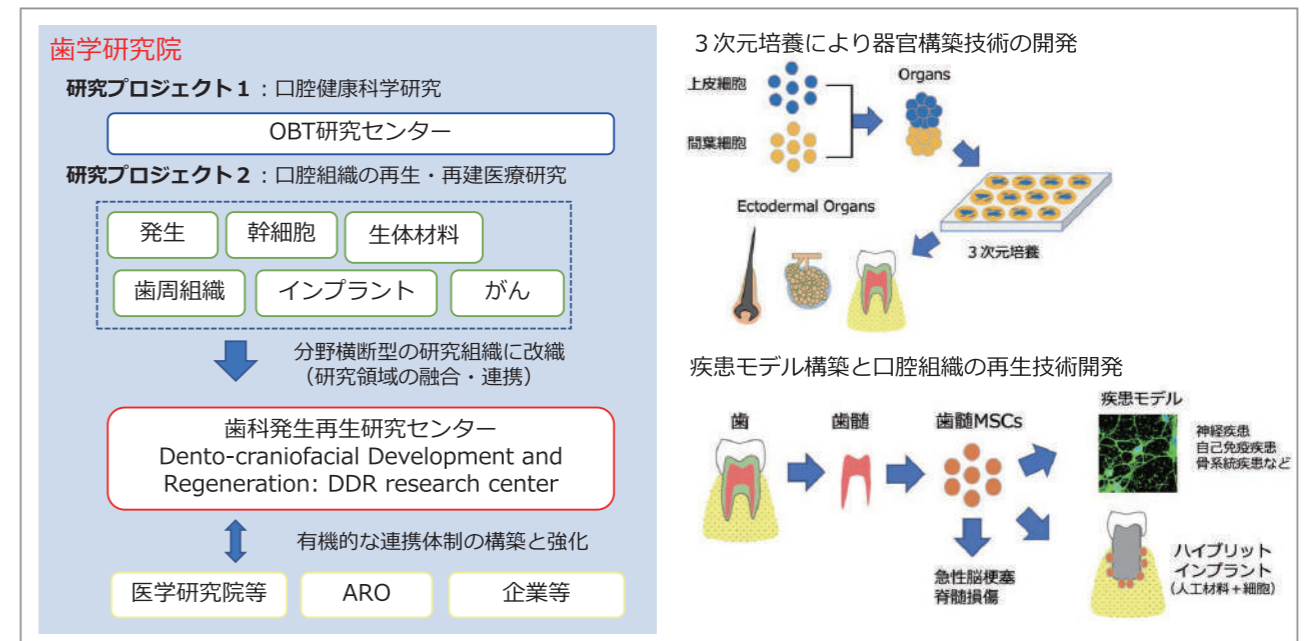 歯学研究院
研究プロジェクト1：口腔健康科学研究
OBT研究センター
研究プロジェクト2：口腔組織の再生・再建医療研究
発生
幹細胞
生体材料
歯周組織
インプラント
がん
分野横断型の研究組織に改織
（研究領域の融合・連携）
歯科発生再生研究センター
Dento-craniofacial Development and
Regeneration: DDR research center
有機的な連携体制の構築と強化
医学研究院等
ARO
企業等
３次元培養により器官構築技術の開発
上皮細胞
間葉細胞
Organs
３次元培養
Ectodermal Organs
疾患モデル構築と口腔組織の再生技術開発
歯
歯髄
歯髄MSCs
疾患モデル
神経疾患
自己免疫疾患
骨系統疾患など
急性脳梗塞
脊髄損傷
ハイブリット
インプラント
（人工材料＋細胞）